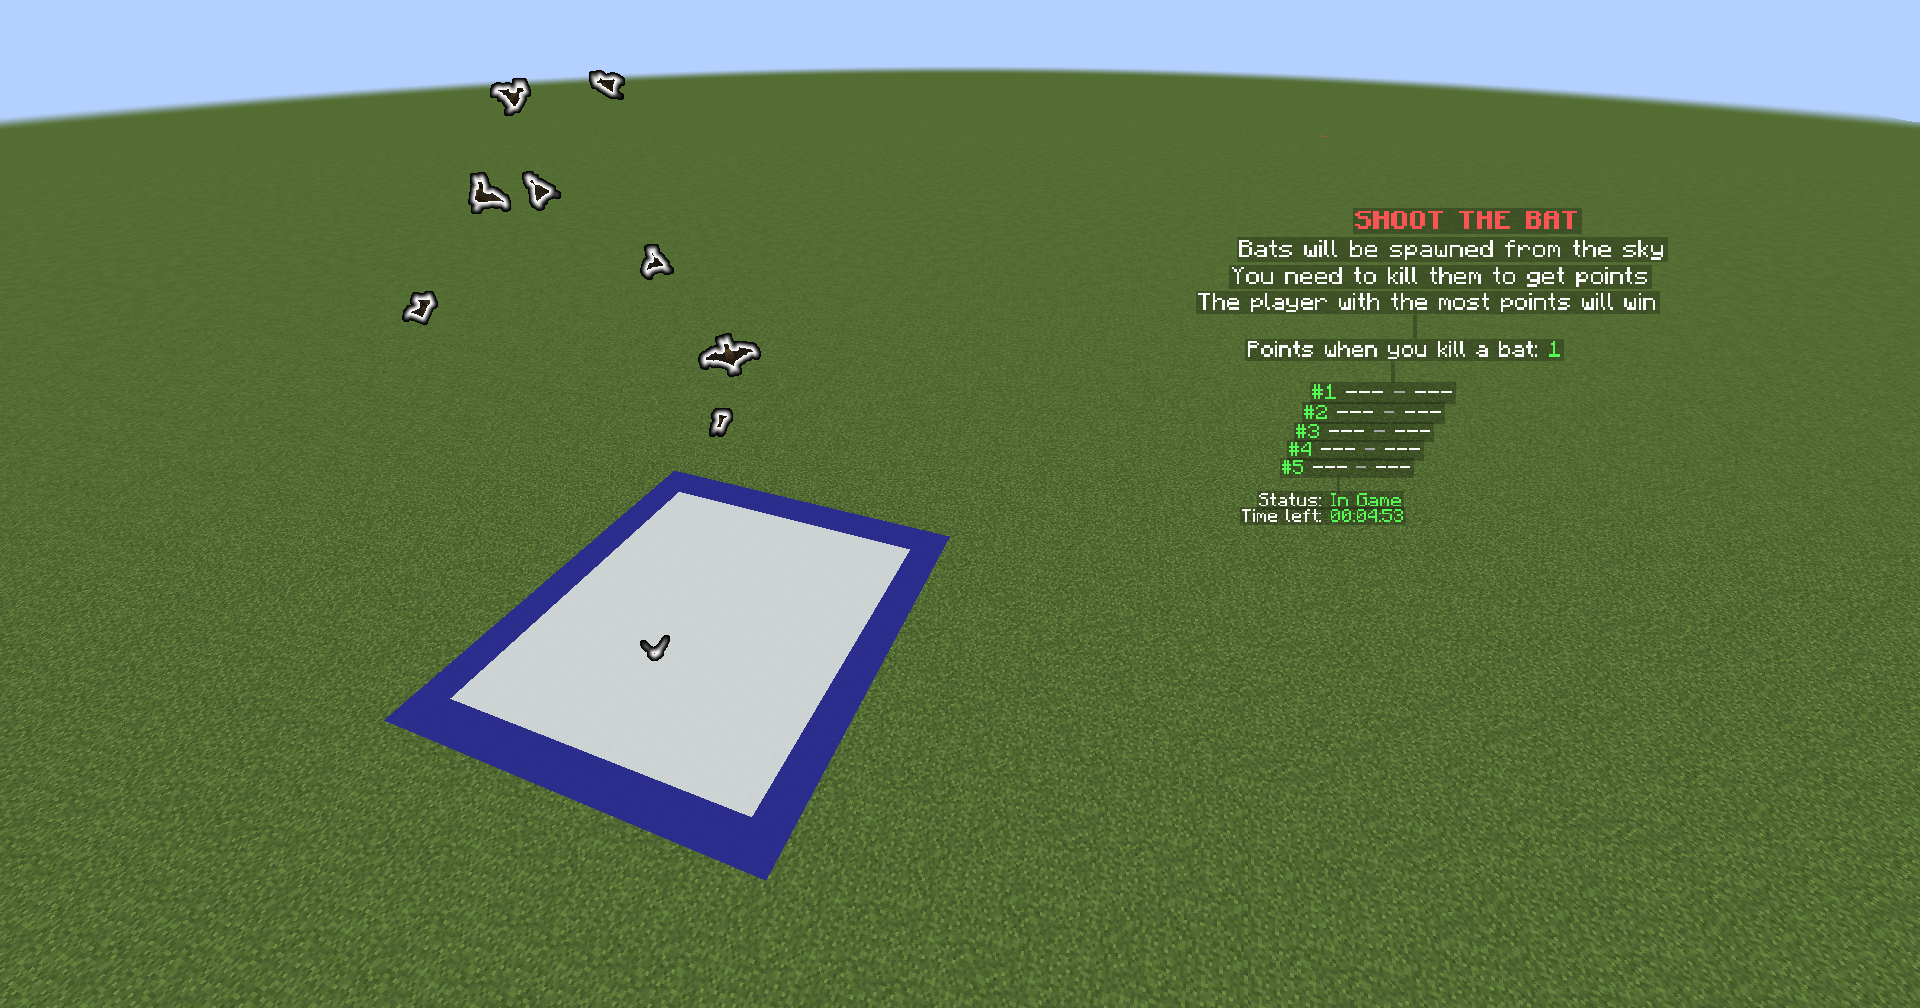 SHOOT THE BAT
Bats will be spawned from the sky
You need to kill them to get points
The player with the most points will win
Points when you kill a bat: 1
#1 --- - ---
#2 --- - ---
#3 --- - ---
#4 --- - ---
#5 --- - ---
Status: In Game
Time left: 00:04:53